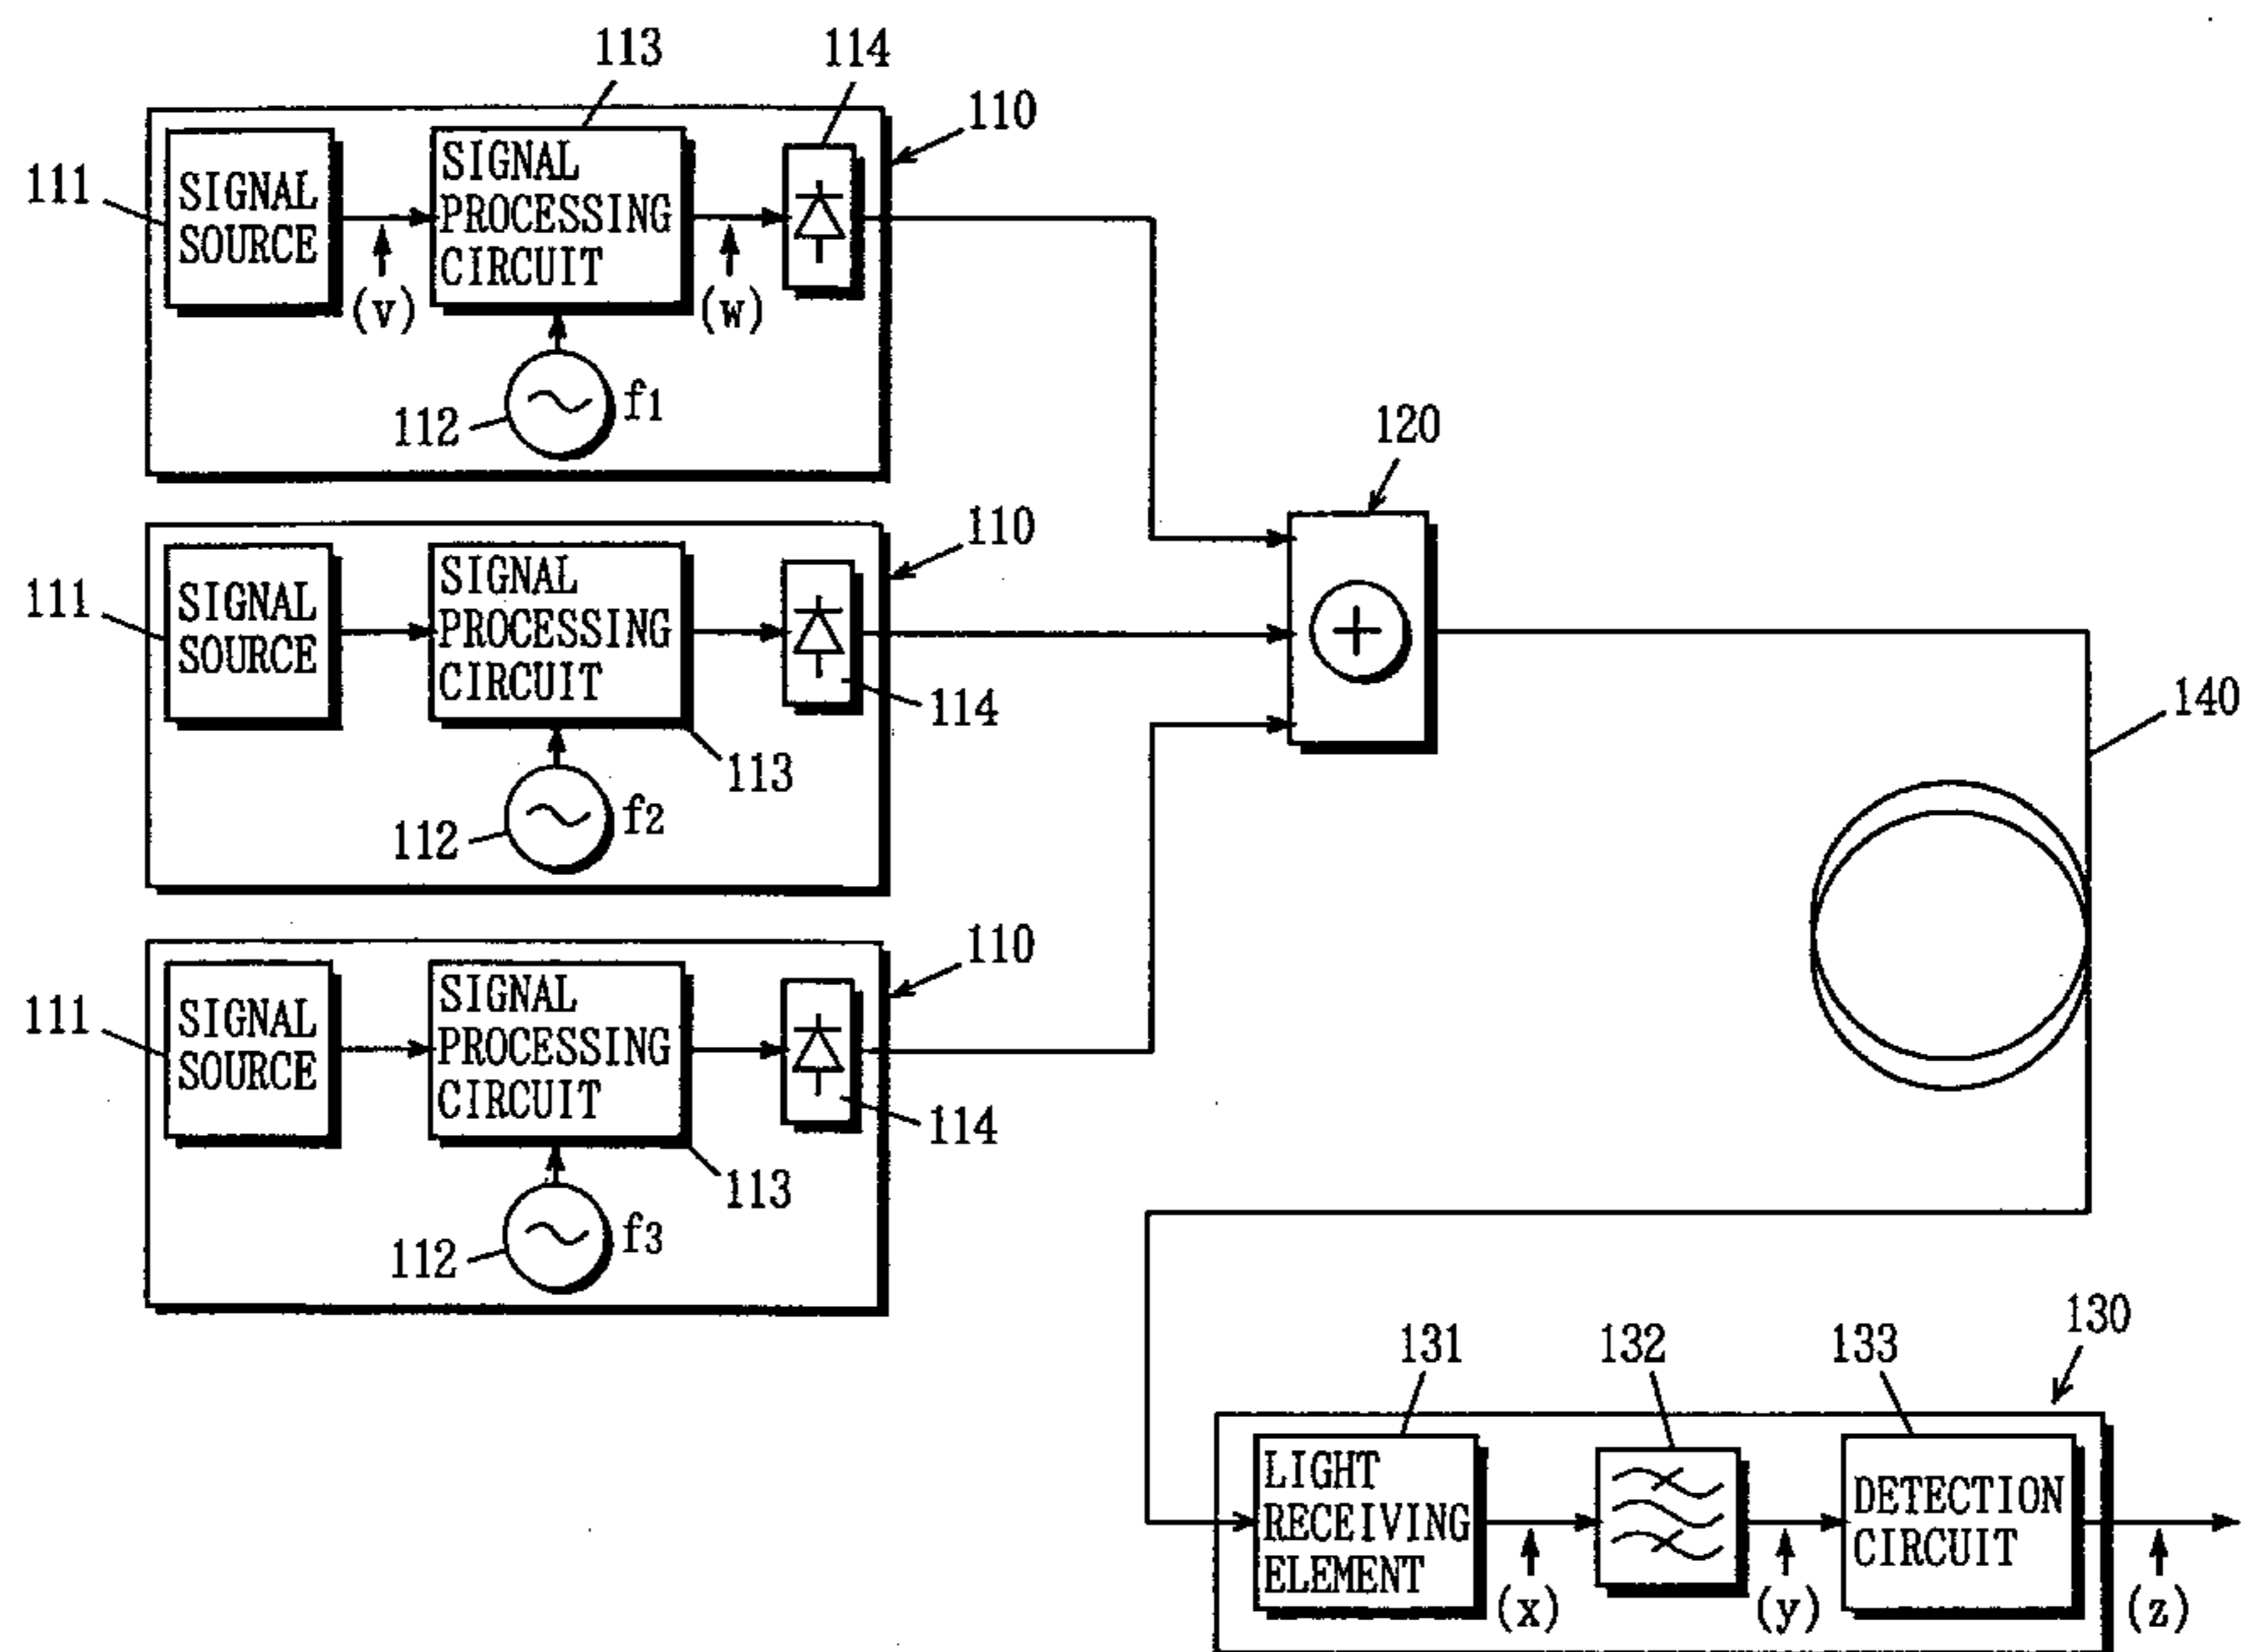 113
114
110
111
SIGNAL
SOURCE
SIGNAL
PROCESSING
CIRCUIT
(v)
(w)
112
f1
120
110
111
SIGNAL
SOURCE
SIGNAL
PROCESSING
CIRCUIT
114
113
112
f2
140
110
111
SIGNAL
SOURCE
SIGNAL
PROCESSING
CIRCUIT
114
113
112
f3
130
131
132
133
LIGHT
RECEIVING
ELEMENT
DETECTION
CIRCUIT
(x)
(y)
(z)